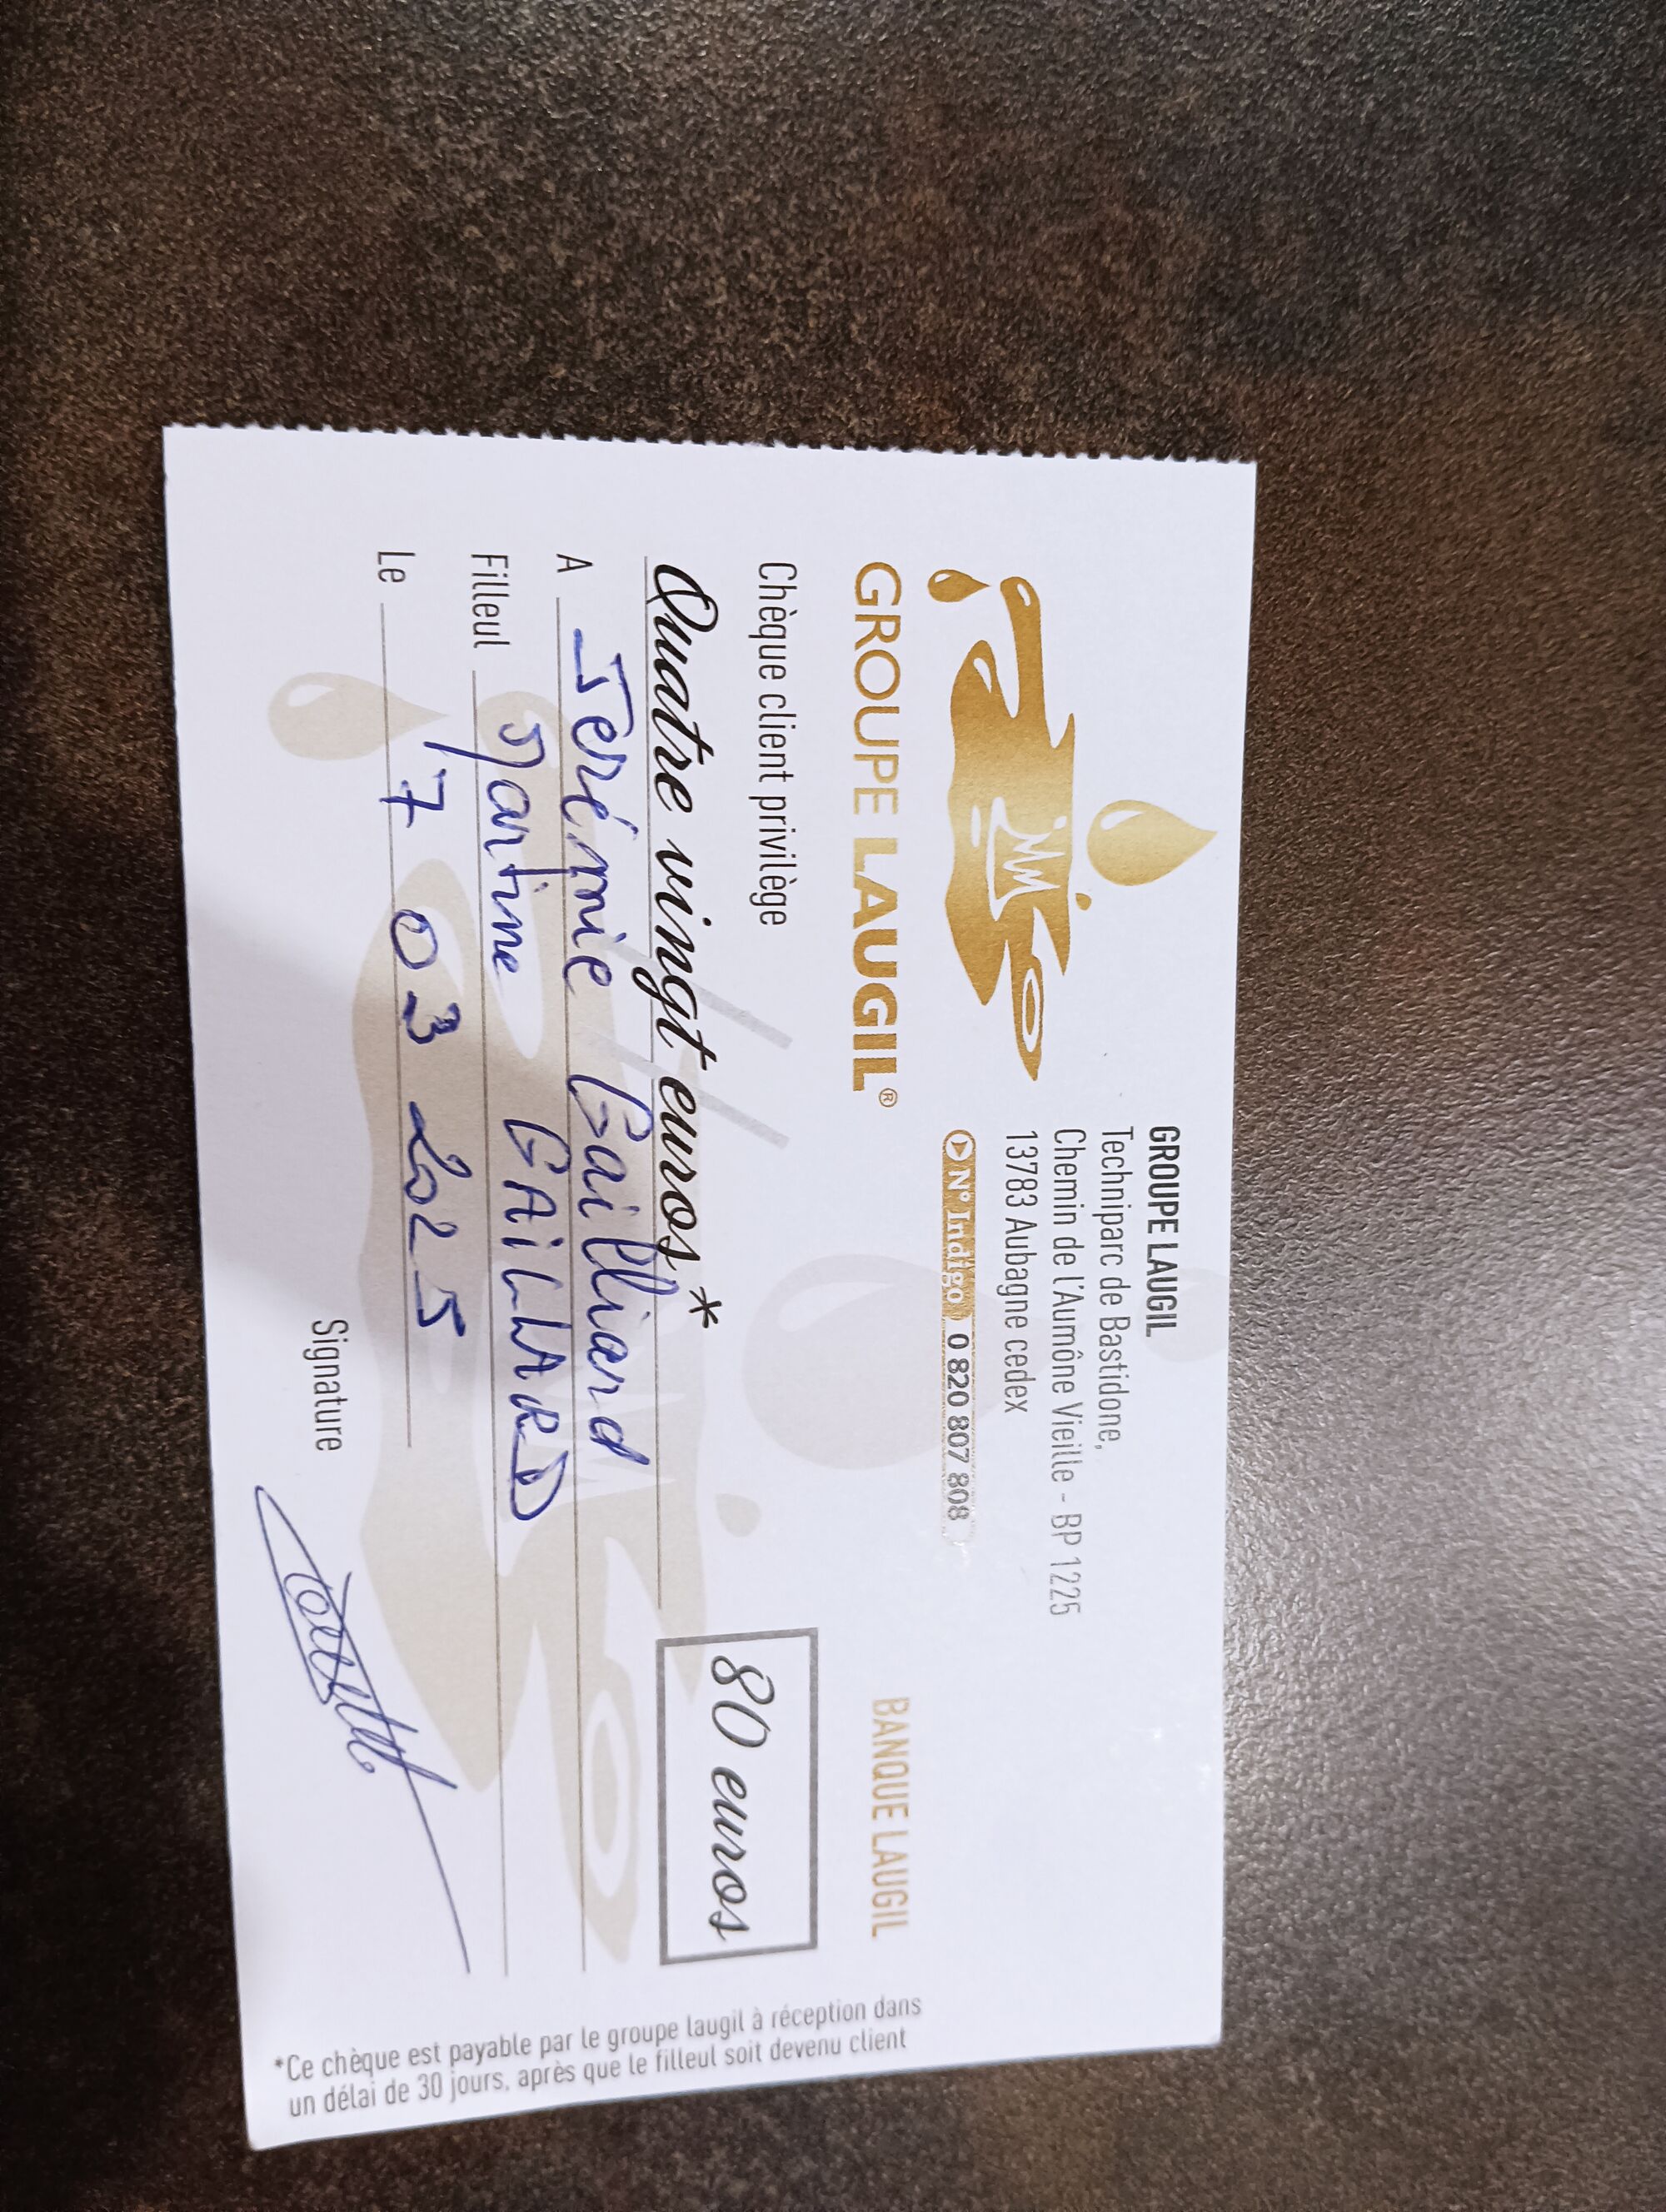 GROUPE LAUGIL®
GROUPE LAUGIL
Techniparc de Bastidone,
Chemin de l'Aumône Vieille - BP 1225
13783 Aubagne cedex
N° Indigo 0 820 807 808
BANQUE LAUGIL
Chèque client privilège
Quatre vingt euros*
80 euros
A Jérémie Gailliard
Filleul Martine GAILLARD
Le 7 03 2025
Signature
*Ce chèque est payable par le groupe laugil à réception dans
un délai de 30 jours, après que le filleul soit devenu client